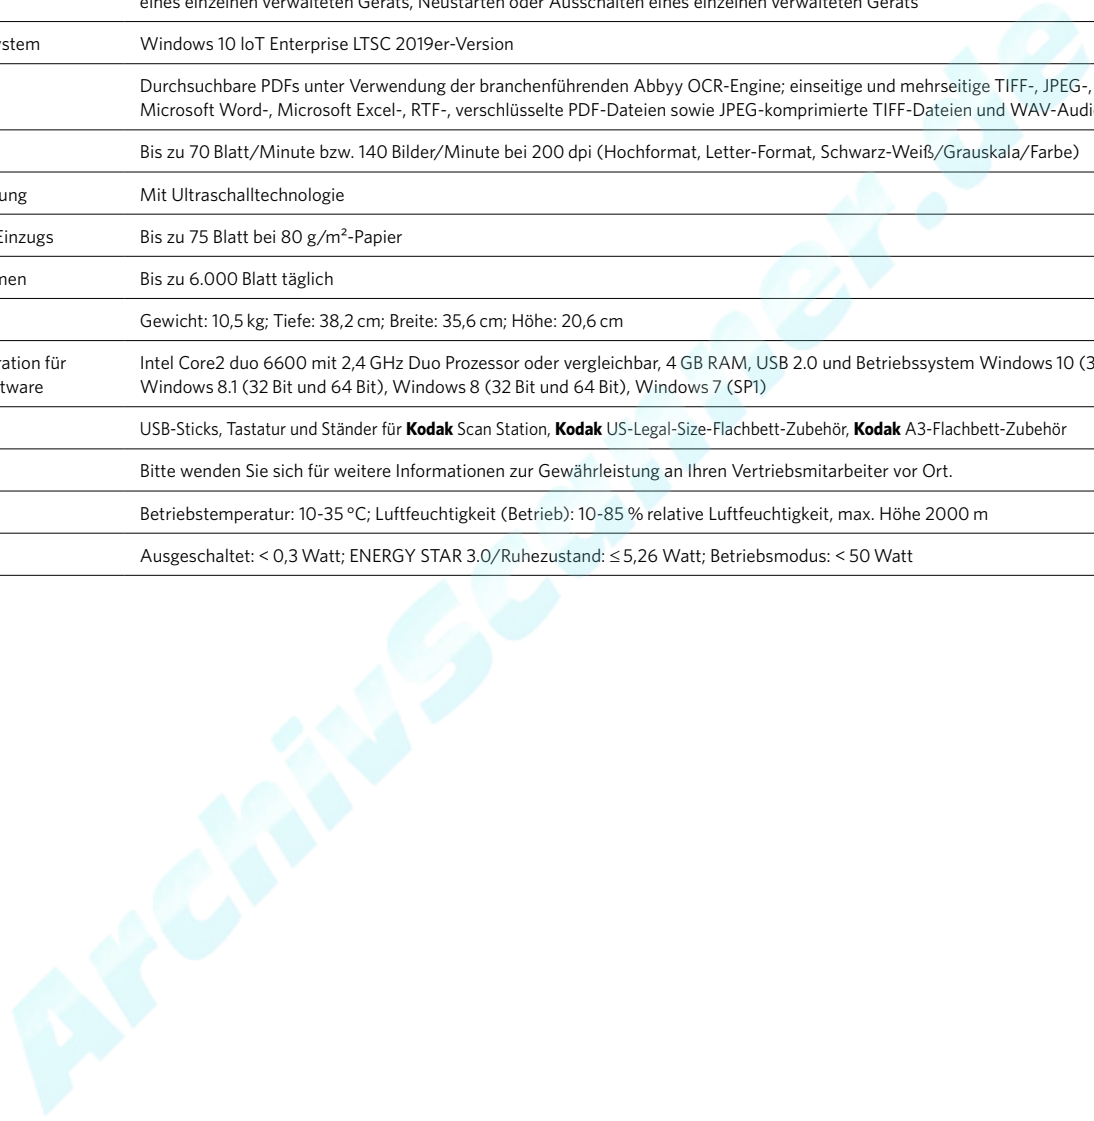 eines einzelnen verwalteten Geräts, Neustarten oder Ausschalten eines einzelnen verwalteten Geräts
ystem Windows 10 IoT Enterprise LTSC 2019er-Version
Durchsuchbare PDFs unter Verwendung der branchenführenden Abbyy OCR-Engine; einseitige und mehrseitige TIFF-, JPEG-,
Microsoft Word-, Microsoft Excel-, RTF-, verschlüsselte PDF-Dateien sowie JPEG-komprimierte TIFF-Dateien und WAV-Audi
Bis zu 70 Blatt/Minute bzw. 140 Bilder/Minute bei 200 dpi (Hochformat, Letter-Format, Schwarz-Weiß/Grauskala/Farbe)
ung Mit Ultraschalltechnologie
Einzugs Bis zu 75 Blatt bei 80 g/m²-Papier
men Bis zu 6.000 Blatt täglich
Gewicht: 10,5 kg; Tiefe: 38,2 cm; Breite: 35,6 cm; Höhe: 20,6 cm
ration für Intel Core2 duo 6600 mit 2,4 GHz Duo Prozessor oder vergleichbar, 4 GB RAM, USB 2.0 und Betriebssystem Windows 10 (3
tware Windows 8.1 (32 Bit und 64 Bit), Windows 8 (32 Bit und 64 Bit), Windows 7 (SP1)
USB-Sticks, Tastatur und Ständer für Kodak Scan Station, Kodak US-Legal-Size-Flachbett-Zubehör, Kodak A3-Flachbett-Zubehör
Bitte wenden Sie sich für weitere Informationen zur Gewährleistung an Ihren Vertriebsmitarbeiter vor Ort.
Betriebstemperatur: 10-35 °C; Luftfeuchtigkeit (Betrieb): 10-85 % relative Luftfeuchtigkeit, max. Höhe 2000 m
Ausgeschaltet: < 0,3 Watt; ENERGY STAR 3.0/Ruhezustand: ≤ 5,26 Watt; Betriebsmodus: < 50 Watt
Archivscanner.de